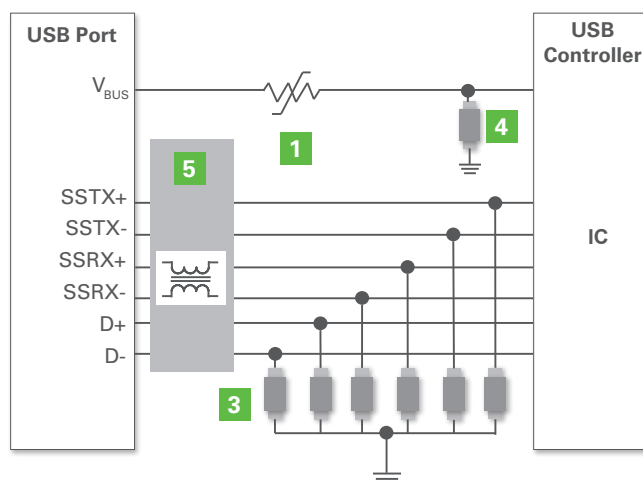 USB Port
USB
Controller
VBUS
1
4
5
SSTX+
SSTX-
SSRX+
SSRX-
D+
D-
IC
3